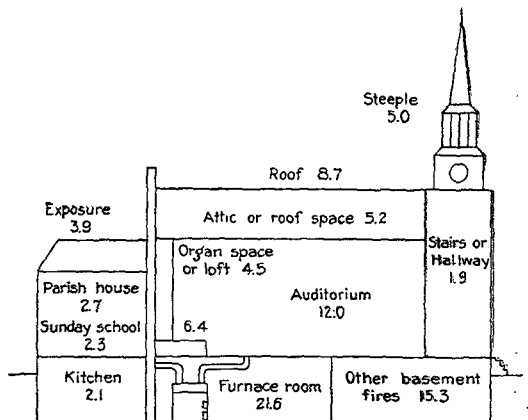 Steeple
5.0
Roof 8.7
Exposure
3.9
Attic or roof space 5.2
Stairs or
Hallway
1.9
Organ space
or loft 4.5
Auditorium
12.0
Parish house
2.7
Sunday school
2.3
6.4
Kitchen
2.1
Furnace room
21.6
Other basement
fires 15.3